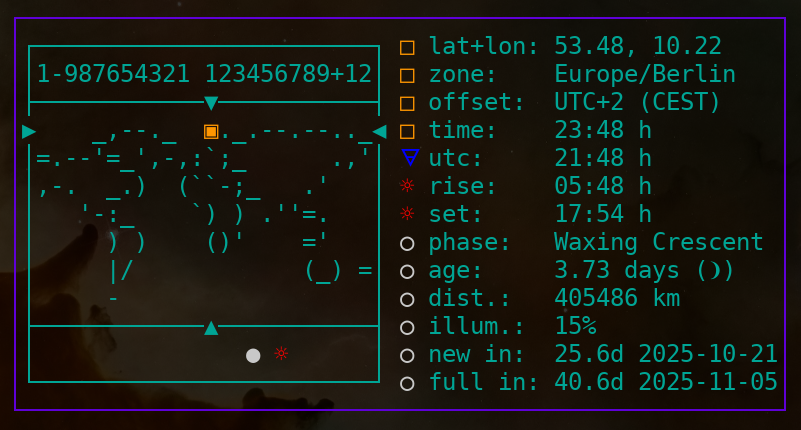 1-987654321 123456789+12
▼
▶    _,--._  ▣._.--.--.._◀
=.--'=_',-,:`;_      .,'
,-.  _.)  (``-;_   .'
   '-:_    `) ) .''=.
     ) )    ()'    ='
     |/            (_) =
     -
▲
● ☼
□ lat+lon: 53.48, 10.22
□ zone:    Europe/Berlin
□ offset:  UTC+2 (CEST)
□ time:    23:48 h
⛛ utc:     21:48 h
☼ rise:    05:48 h
☼ set:     17:54 h
○ phase:   Waxing Crescent
○ age:     3.73 days (❩)
○ dist.:   405486 km
○ illum.:  15%
○ new in:  25.6d 2025-10-21
○ full in: 40.6d 2025-11-05